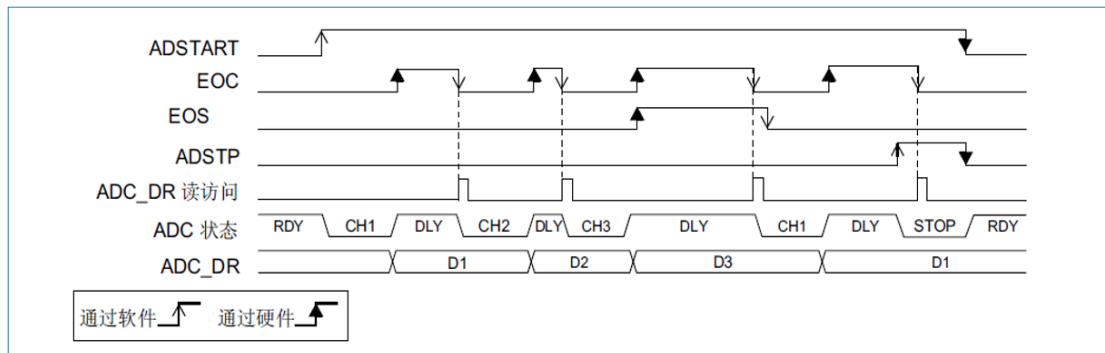 ADSTART
EOC
EOS
ADSTP
ADC_DR 读访问
ADC 状态 RDY CH1 DLY CH2 DLY CH3 DLY CH1 DLY STOP RDY
ADC_DR D1 D2 D3 D1
通过软件 通过硬件